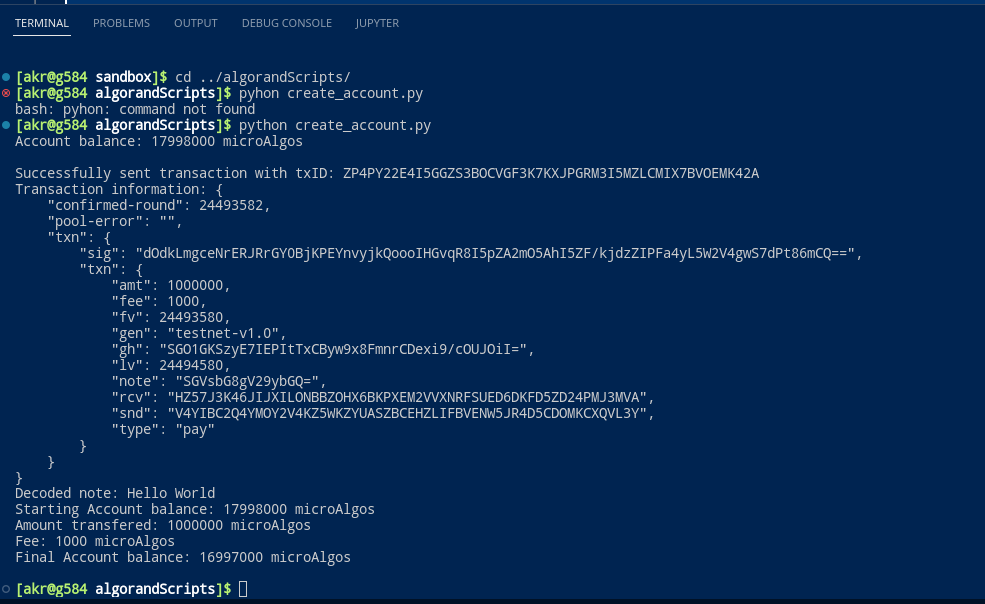 TERMINAL PROBLEMS OUTPUT DEBUG CONSOLE JUPYTER
[akr@g584 sandbox]$ cd ../algorandScripts/
[akr@g584 algorandScripts]$ pyhon create_account.py
bash: pyhon: command not found
[akr@g584 algorandScripts]$ python create_account.py
Account balance: 17998000 microAlgos
Successfully sent transaction with txID: ZP4PY22E4I5GGZS3BOCVGF3K7KXJPGRM3I5MZLCMIX7BVOEMK42A
Transaction information: {
    "confirmed-round": 24493582,
    "pool-error": "",
    "txn": {
        "sig": "dOdkLmgceNrERJRrGY0BjKPEYnvyjkQoooIHGvqR8I5pZA2mO5AhI5ZF/kjdzZIPFa4yL5W2V4gwS7dPt86mCQ==",
        "txn": {
            "amt": 1000000,
            "fee": 1000,
            "fv": 24493580,
            "gen": "testnet-v1.0",
            "gh": "SGO1GKSzyE7IEPItTxCByw9x8FmnrCDexi9/cOUJOiI=",
            "lv": 24494580,
            "note": "SGVsbG8gV29ybGQ=",
            "rcv": "HZ57J3K46JIJXILONBBZOHX6BKPXEM2VVXNRFSUED6DKFD5ZD24PMJ3MVA",
            "snd": "V4YIBC2Q4YMOY2V4KZ5WKZYUASZBCEHZLIFBVENW5JR4D5CDOMKCXQVL3Y",
            "type": "pay"
        }
    }
}
Decoded note: Hello World
Starting Account balance: 17998000 microAlgos
Amount transfered: 1000000 microAlgos
Fee: 1000 microAlgos
Final Account balance: 16997000 microAlgos
[akr@g584 algorandScripts]$